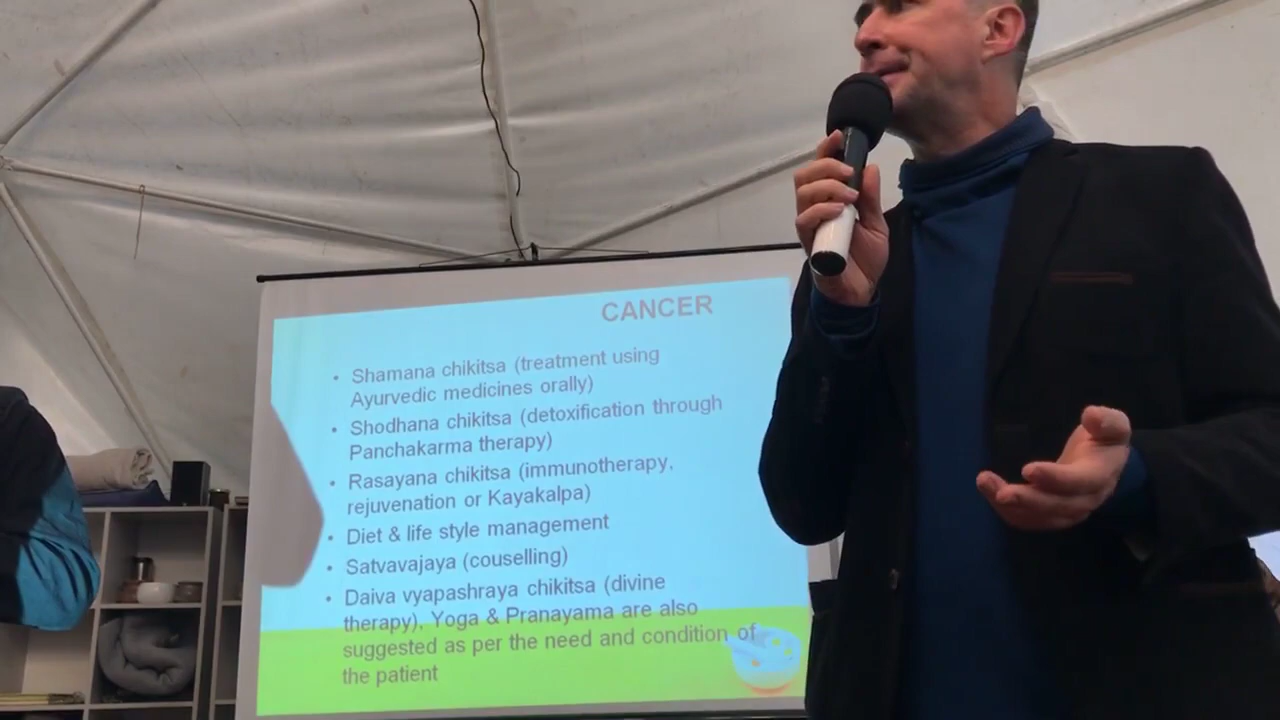 CANCER
• Shamana chikitsa (treatment using
Ayurvedic medicines orally)
• Shodhana chikitsa (detoxification through
Panchakarma therapy)
• Rasayana chikitsa (immunotherapy,
rejuvenation or Kayakalpa)
• Diet & life style management
• Satvavajaya (couselling)
• Daiva vyapashraya chikitsa (divine
therapy), Yoga & Pranayama are also
suggested as per the need and condition of
the patient